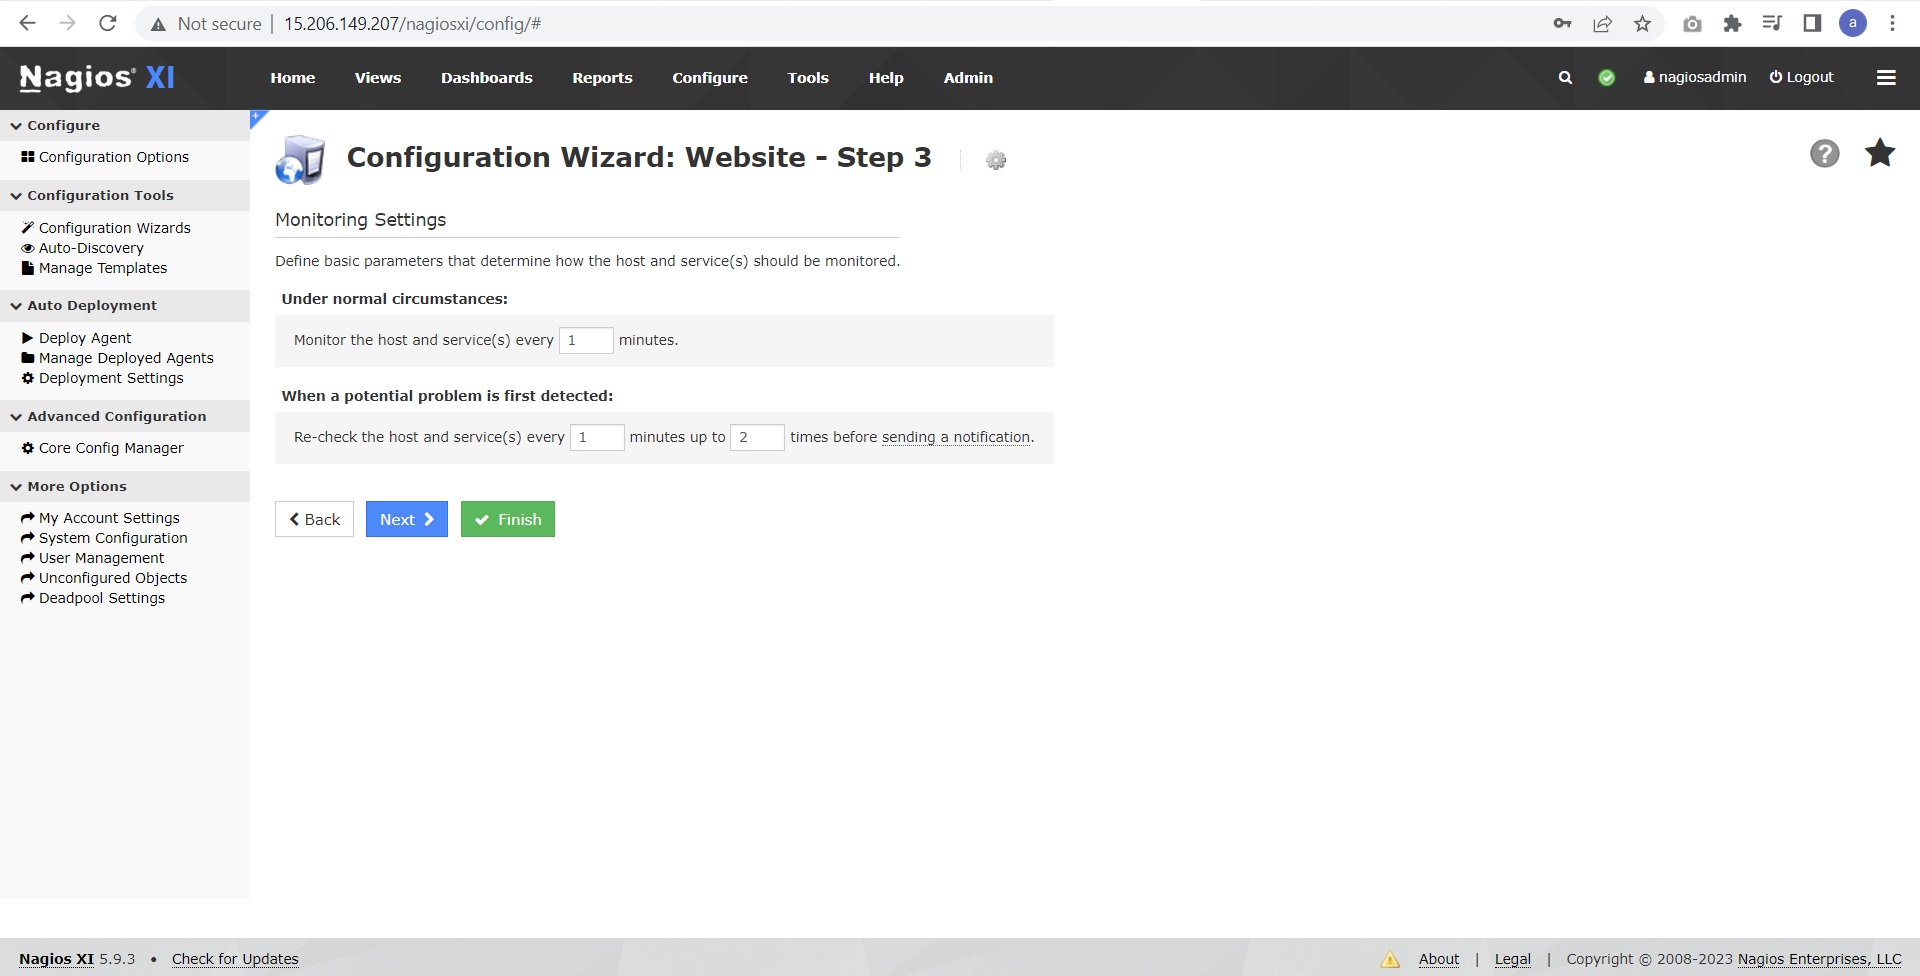 Not secure | 15.206.149.207/nagiosxi/config/#
a
Nagios® XI
Home Views Dashboards Reports Configure Tools Help Admin
nagiosadmin Logout
Configure
Configuration Options
Configuration Tools
Configuration Wizards
Auto-Discovery
Manage Templates
Auto Deployment
Deploy Agent
Manage Deployed Agents
Deployment Settings
Advanced Configuration
Core Config Manager
More Options
My Account Settings
System Configuration
User Management
Unconfigured Objects
Deadpool Settings
Configuration Wizard: Website - Step 3
Monitoring Settings
Define basic parameters that determine how the host and service(s) should be monitored.
Under normal circumstances:
Monitor the host and service(s) every 1 minutes.
When a potential problem is first detected:
Re-check the host and service(s) every 1 minutes up to 2 times before sending a notification.
Back Next Finish
Nagios XI 5.9.3 • Check for Updates
About | Legal | Copyright © 2008-2023 Nagios Enterprises, LLC